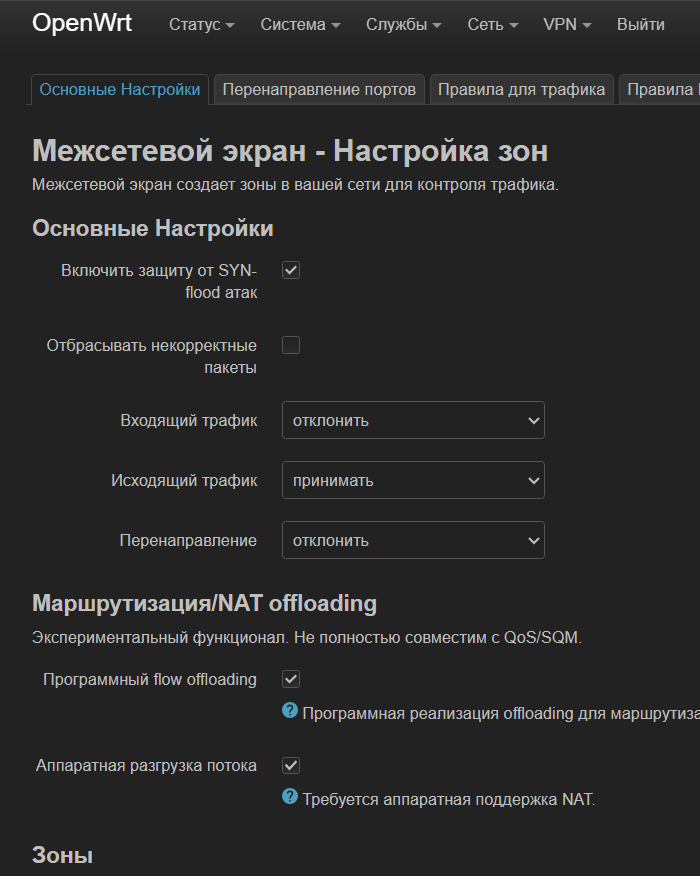 OpenWrt Статус Система Службы Сеть VPN Выйти
Основные Настройки Перенаправление портов Правила для трафика Правила
Межсетевой экран - Настройка зон
Межсетевой экран создает зоны в вашей сети для контроля трафика.
Основные Настройки
Включить защиту от SYN-
flood атак
Отбрасывать некорректные
пакеты
Входящий трафик отклонить
Исходящий трафик принимать
Перенаправление отклонить
Маршрутизация/NAT offloading
Экспериментальный функционал. Не полностью совместим с QoS/SQM.
Программный flow offloading
Программная реализация offloading для маршрутиза
Аппаратная разгрузка потока
Требуется аппаратная поддержка NAT.
Зоны